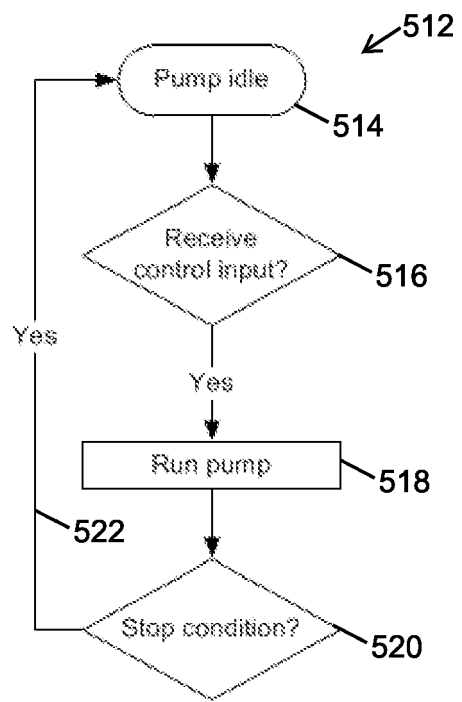 512
Pump idle
514
Receive
control input?
516
Yes
Yes
Run pump
518
522
Stop condition?
520